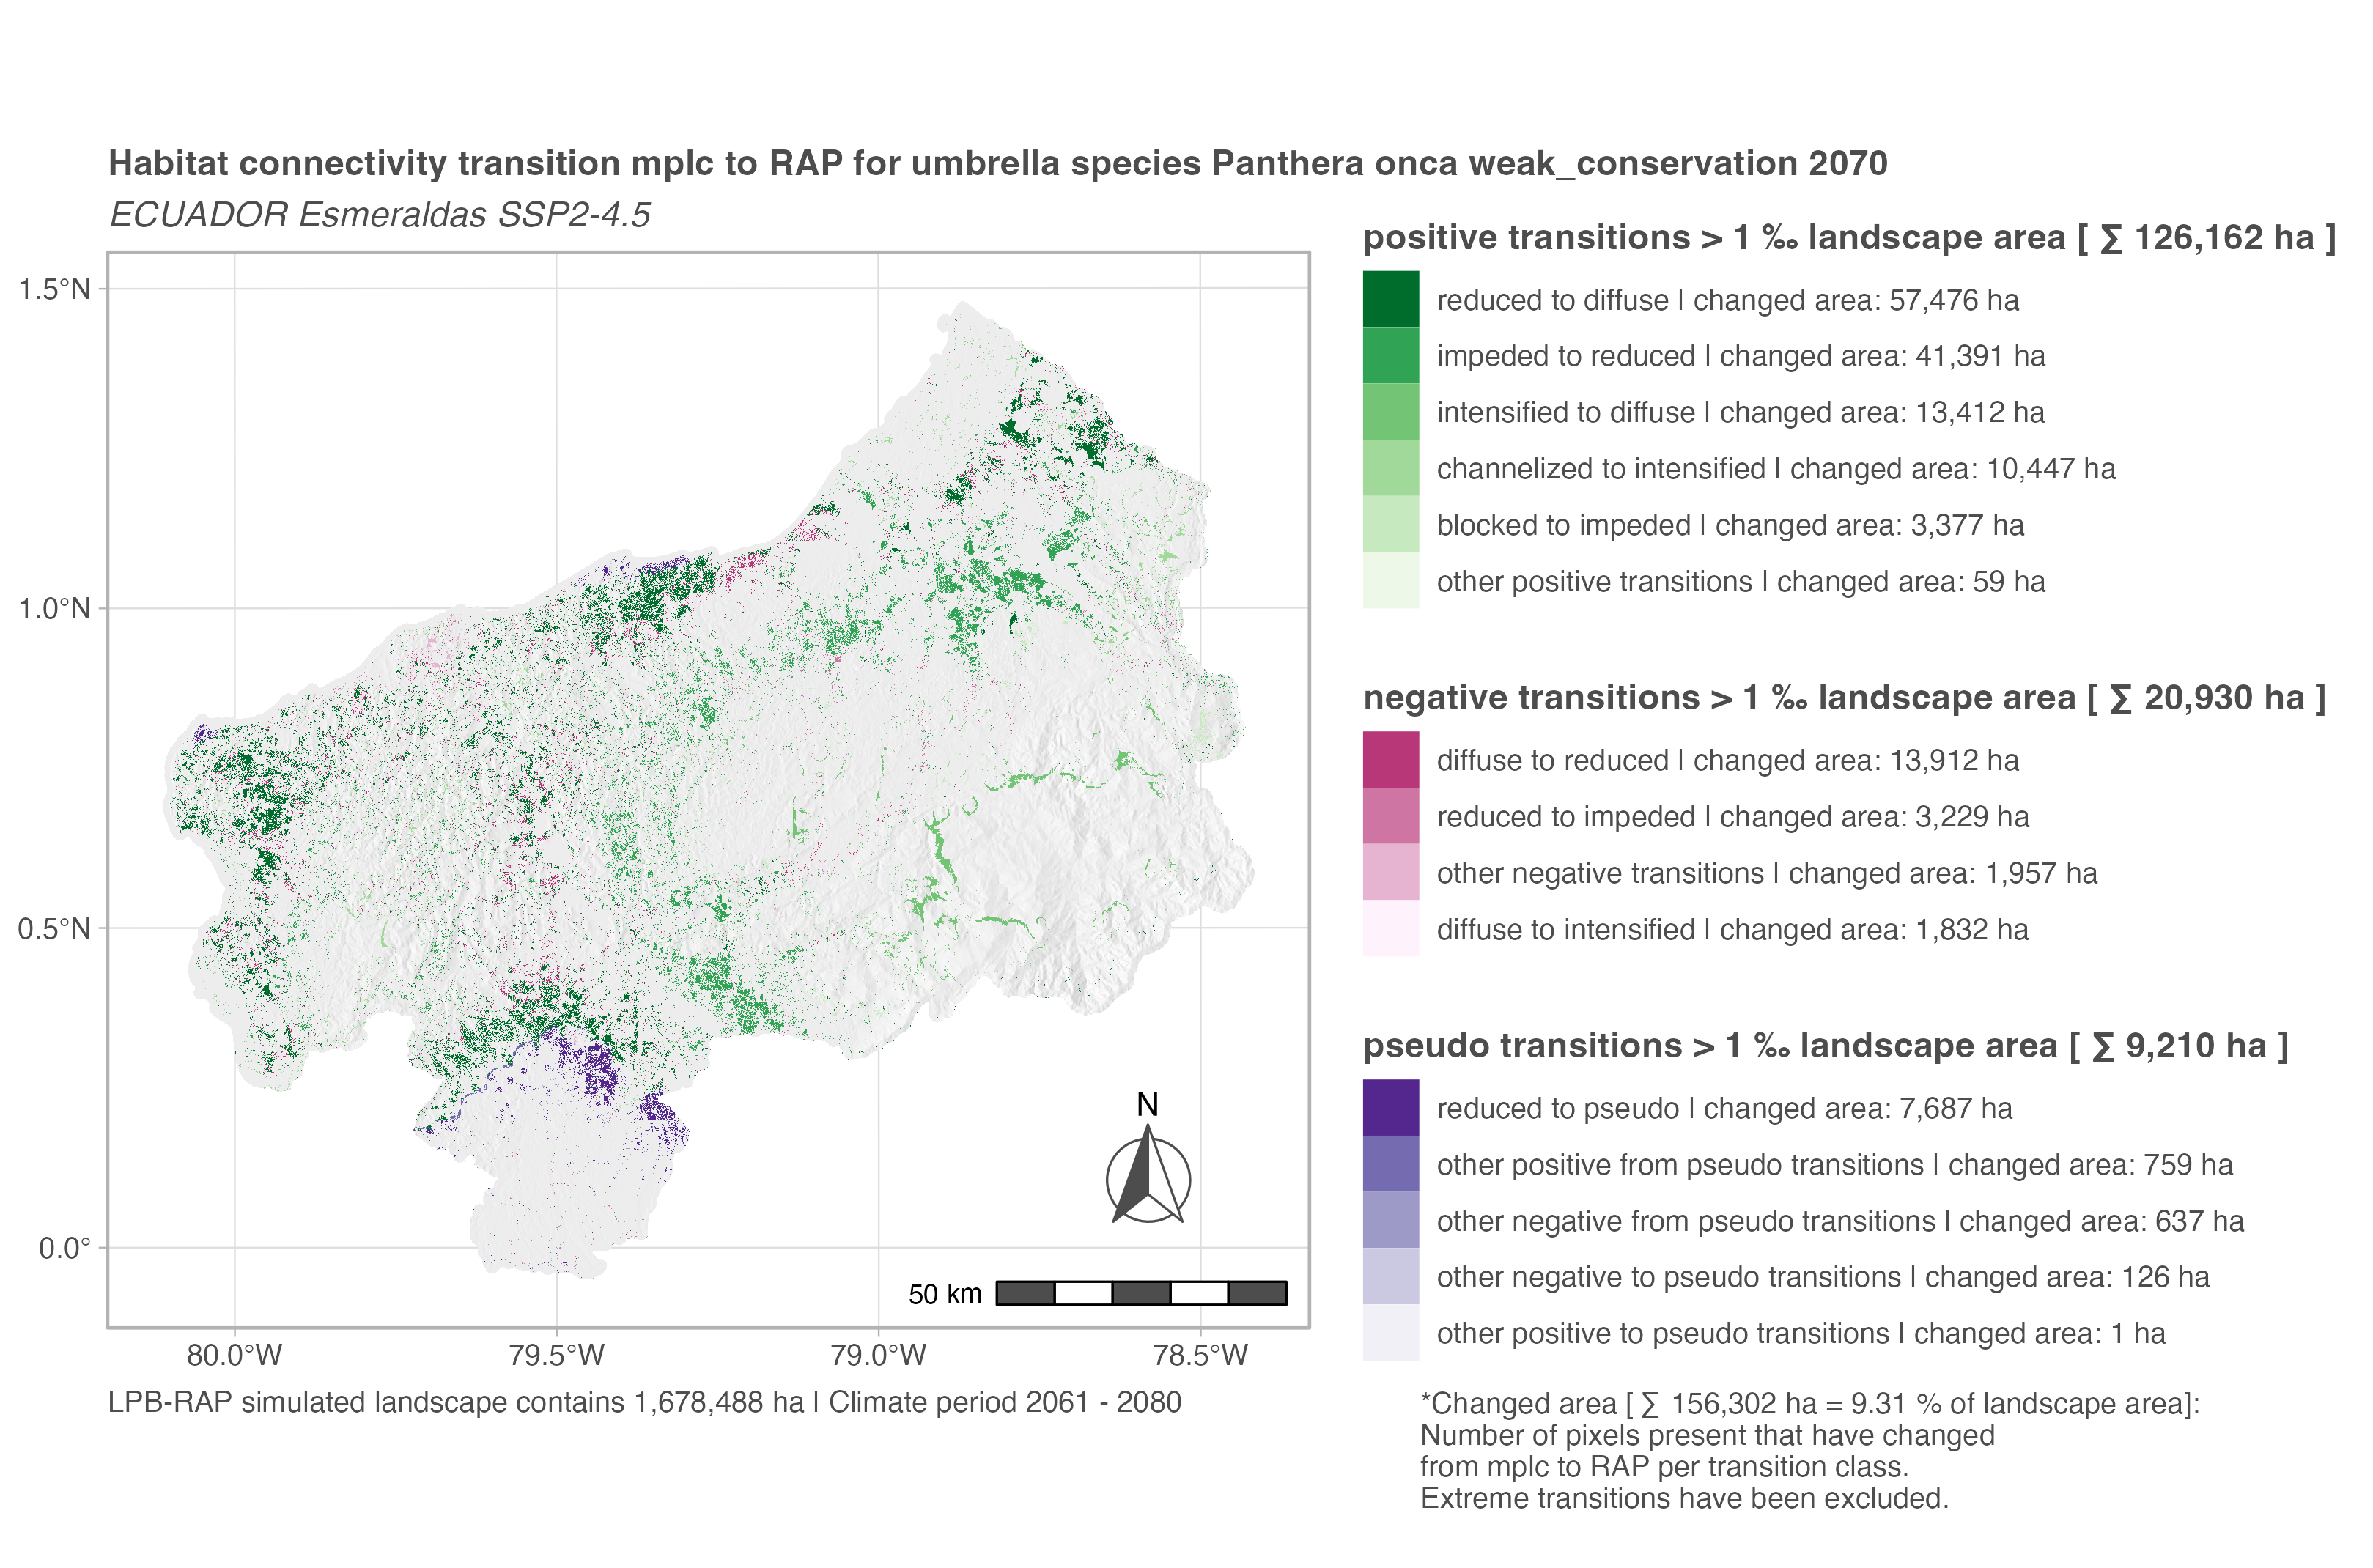 Habitat connectivity transition mplc to RAP for umbrella species Panthera onca weak_conservation 2070
ECUADOR Esmeraldas SSP2-4.5
1.5°N
1.0°N
0.5°N
0.0°
80.0°W
79.5°W
79.0°W
78.5°W
N
50 km
LPB-RAP simulated landscape contains 1,678,488 ha | Climate period 2061 - 2080
positive transitions > 1 ‰ landscape area [ ∑ 126,162 ha ]
reduced to diffuse | changed area: 57,476 ha
impeded to reduced | changed area: 41,391 ha
intensified to diffuse | changed area: 13,412 ha
channelized to intensified | changed area: 10,447 ha
blocked to impeded | changed area: 3,377 ha
other positive transitions | changed area: 59 ha
negative transitions > 1 ‰ landscape area [ ∑ 20,930 ha ]
diffuse to reduced | changed area: 13,912 ha
reduced to impeded | changed area: 3,229 ha
other negative transitions | changed area: 1,957 ha
diffuse to intensified | changed area: 1,832 ha
pseudo transitions > 1 ‰ landscape area [ ∑ 9,210 ha ]
reduced to pseudo | changed area: 7,687 ha
other positive from pseudo transitions | changed area: 759 ha
other negative from pseudo transitions | changed area: 637 ha
other negative to pseudo transitions | changed area: 126 ha
other positive to pseudo transitions | changed area: 1 ha
*Changed area [ ∑ 156,302 ha = 9.31 % of landscape area]:
Number of pixels present that have changed
from mplc to RAP per transition class.
Extreme transitions have been excluded.